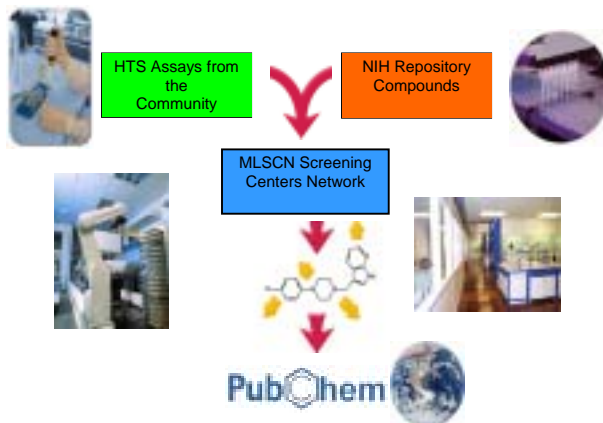 HTS Assays from
the
Community
NIH Repository
Compounds
MLSCN Screening
Centers Network
PubChem